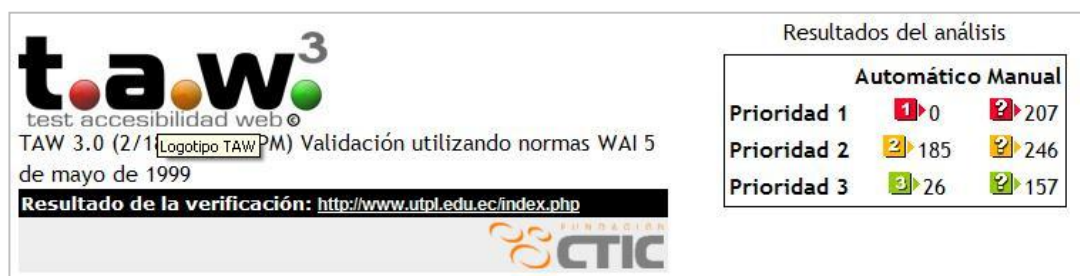 t.a.w.3
test accesibilidad web©
TAW 3.0 (2/1 PM) Validación utilizando normas WAI 5
Logotipo TAW
de mayo de 1999
Resultado de la verificación: http://www.utpl.edu.ec/index.php
FUNDACIÓN
CTIC
Resultados del análisis
Automático Manual
Prioridad 1 1 0 ? 207
Prioridad 2 2 185 ? 246
Prioridad 3 3 26 ? 157